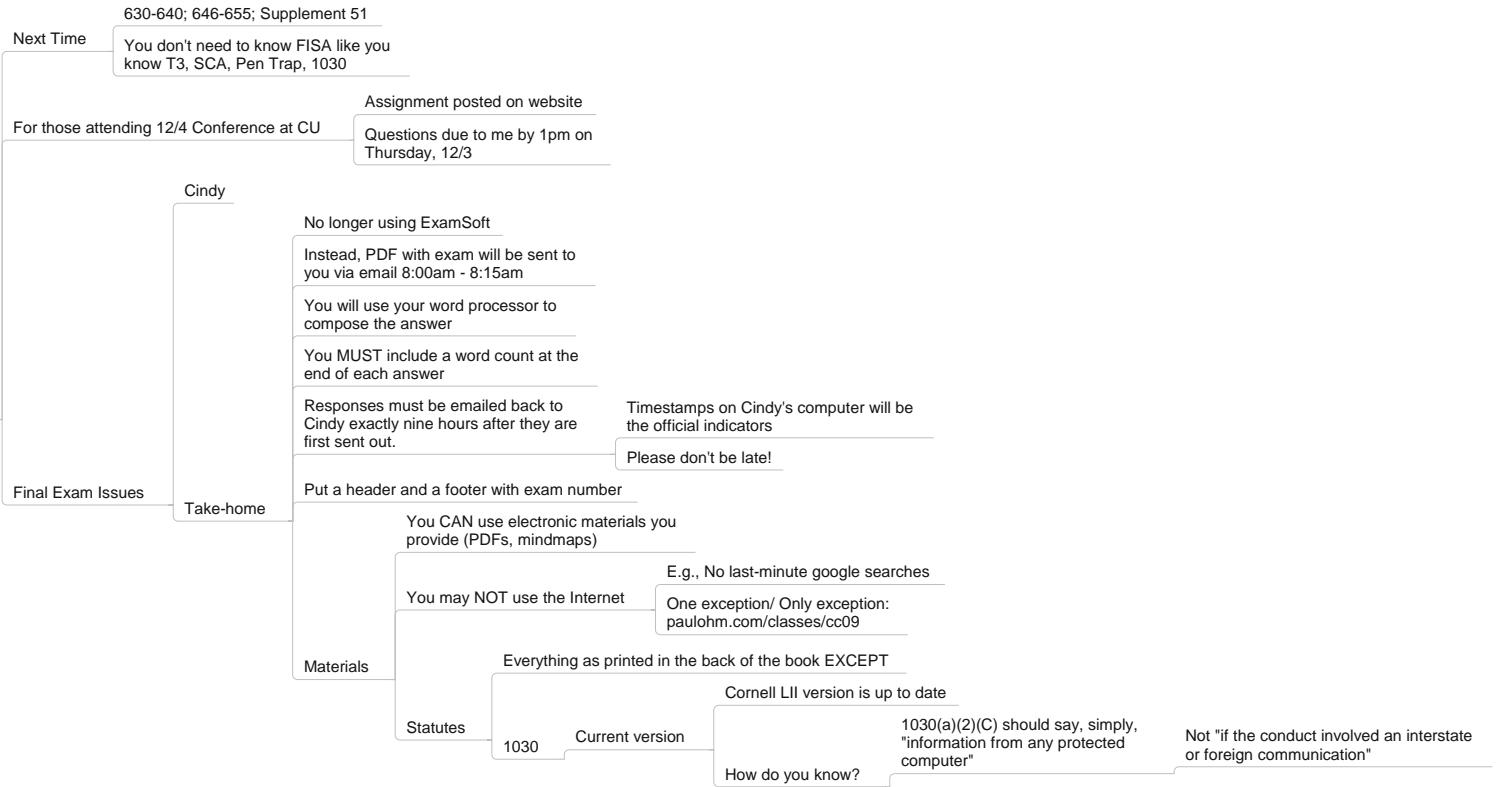 Next Time
630-640; 646-655; Supplement 51
You don't need to know FISA like you
know T3, SCA, Pen Trap, 1030
For those attending 12/4 Conference at CU
Assignment posted on website
Questions due to me by 1pm on
Thursday, 12/3
Final Exam Issues
Cindy
Take-home
No longer using ExamSoft
Instead, PDF with exam will be sent to
you via email 8:00am - 8:15am
You will use your word processor to
compose the answer
You MUST include a word count at the
end of each answer
Responses must be emailed back to
Cindy exactly nine hours after they are
first sent out.
Timestamps on Cindy's computer will be
the official indicators
Please don't be late!
Put a header and a footer with exam number
Materials
You CAN use electronic materials you
provide (PDFs, mindmaps)
You may NOT use the Internet
E.g., No last-minute google searches
One exception/ Only exception:
paulohm.com/classes/cc09
Statutes
Everything as printed in the back of the book EXCEPT
1030
Current version
Cornell LII version is up to date
How do you know?
1030(a)(2)(C) should say, simply,
"information from any protected
computer"
Not "if the conduct involved an interstate
or foreign communication"